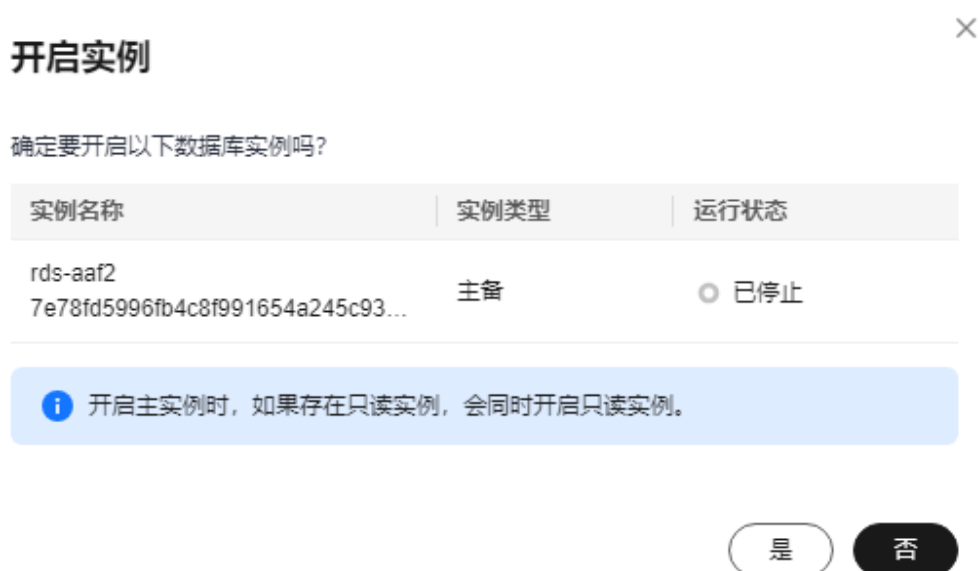 开启实例
确定要开启以下数据库实例吗?
实例名称 实例类型 运行状态
rds-aaf2
7e78fd5996fb4c8f991654a245c93...
主备
已停止
开启主实例时，如果存在只读实例，会同时开启只读实例。
是 否